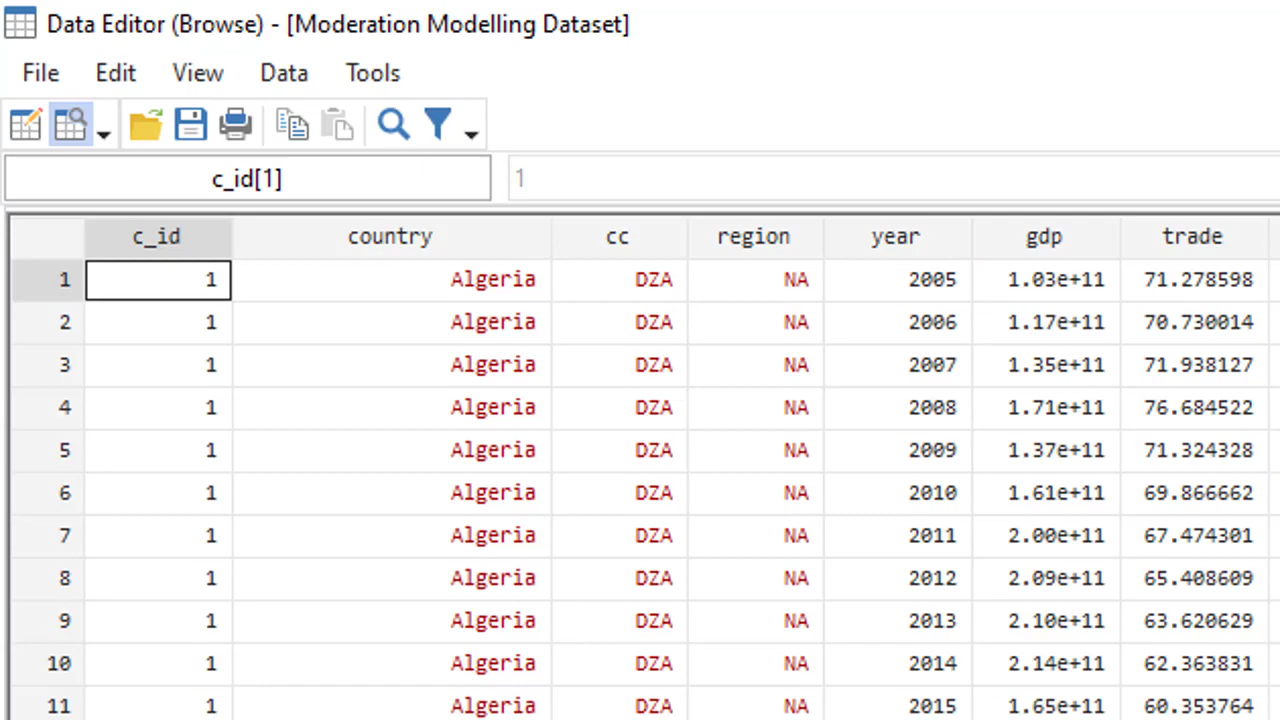 Data Editor (Browse) - [Moderation Modelling Dataset]
File Edit View Data Tools
c_id[1] 1
c_id country cc region year gdp trade
1 1 Algeria DZA NA 2005 1.03e+11 71.278598
2 1 Algeria DZA NA 2006 1.17e+11 70.730014
3 1 Algeria DZA NA 2007 1.35e+11 71.938127
4 1 Algeria DZA NA 2008 1.71e+11 76.684522
5 1 Algeria DZA NA 2009 1.37e+11 71.324328
6 1 Algeria DZA NA 2010 1.61e+11 69.866662
7 1 Algeria DZA NA 2011 2.00e+11 67.474301
8 1 Algeria DZA NA 2012 2.09e+11 65.408609
9 1 Algeria DZA NA 2013 2.10e+11 63.620629
10 1 Algeria DZA NA 2014 2.14e+11 62.363831
11 1 Algeria DZA NA 2015 1.65e+11 60.353764